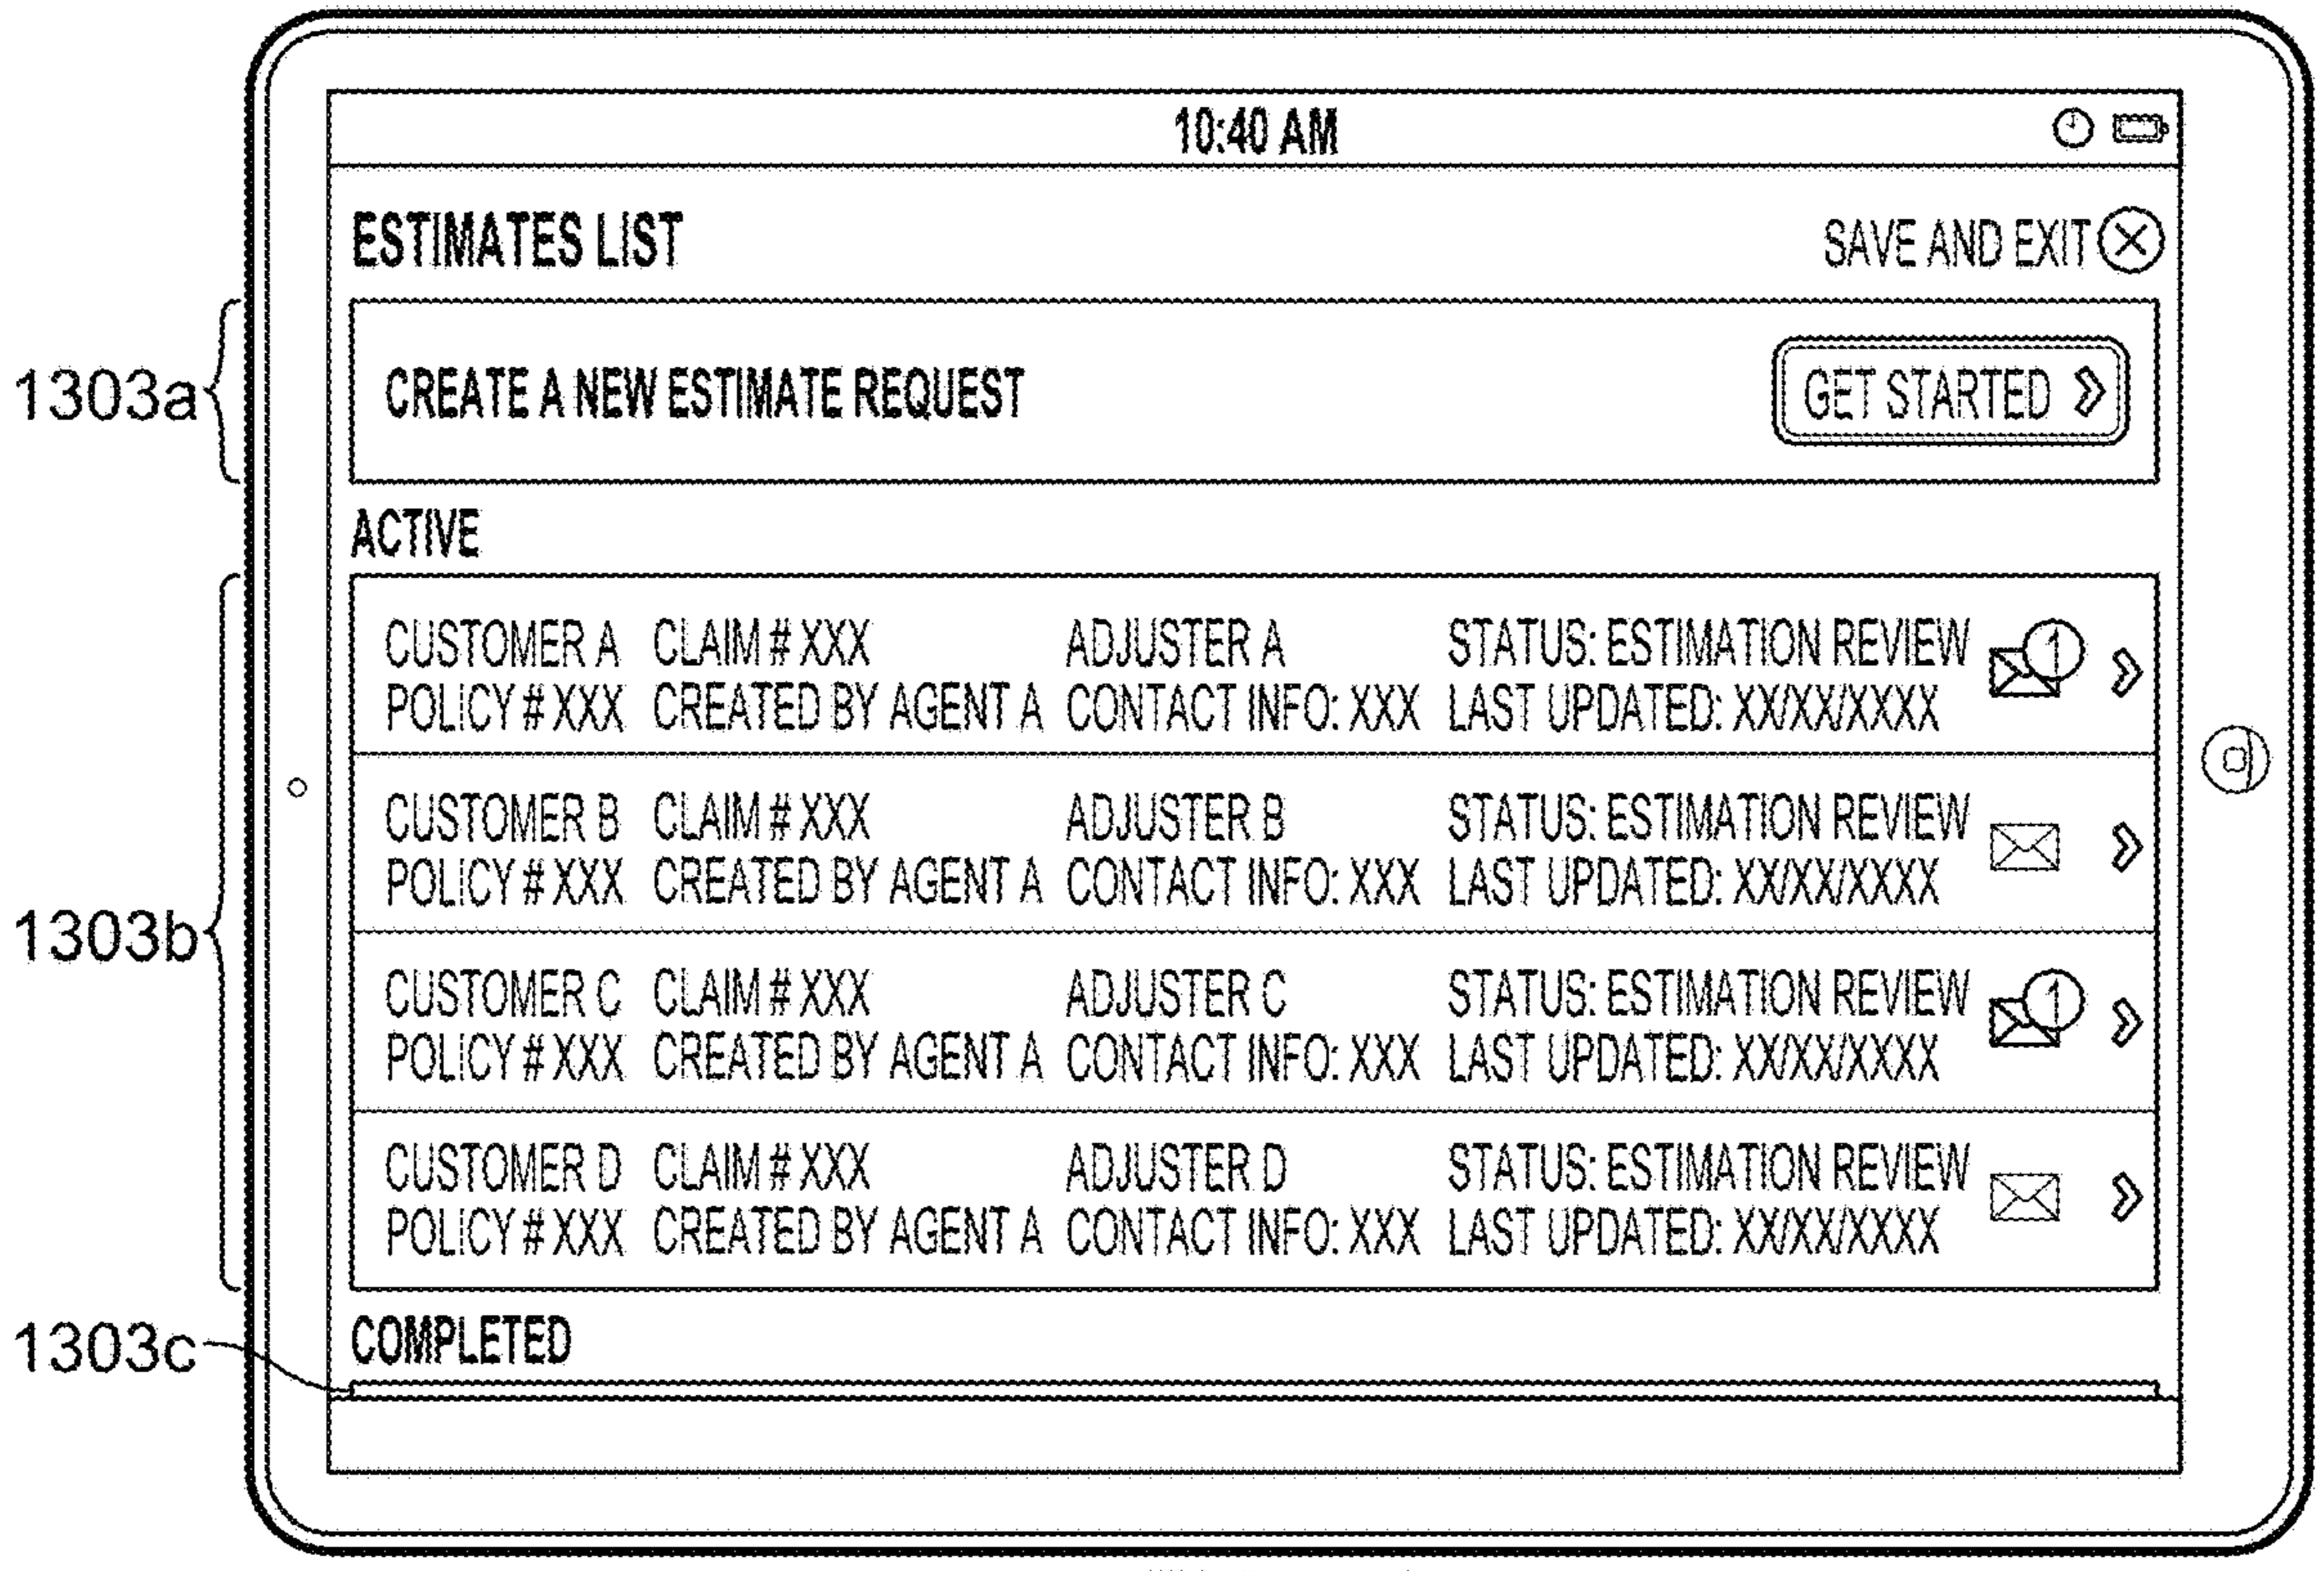 10:40 AM
ESTIMATES LIST
SAVE AND EXIT
1303a
CREATE A NEW ESTIMATE REQUEST
GET STARTED
ACTIVE
1303b
CUSTOMER A CLAIM # XXX ADJUSTER A STATUS: ESTIMATION REVIEW 1
POLICY # XXX CREATED BY AGENT A CONTACT INFO: XXX LAST UPDATED: XX/XX/XXXX
CUSTOMER B CLAIM # XXX ADJUSTER B STATUS: ESTIMATION REVIEW
POLICY # XXX CREATED BY AGENT A CONTACT INFO: XXX LAST UPDATED: XX/XX/XXXX
CUSTOMER C CLAIM # XXX ADJUSTER C STATUS: ESTIMATION REVIEW 1
POLICY # XXX CREATED BY AGENT A CONTACT INFO: XXX LAST UPDATED: XX/XX/XXXX
CUSTOMER D CLAIM # XXX ADJUSTER D STATUS: ESTIMATION REVIEW
POLICY # XXX CREATED BY AGENT A CONTACT INFO: XXX LAST UPDATED: XX/XX/XXXX
1303c
COMPLETED